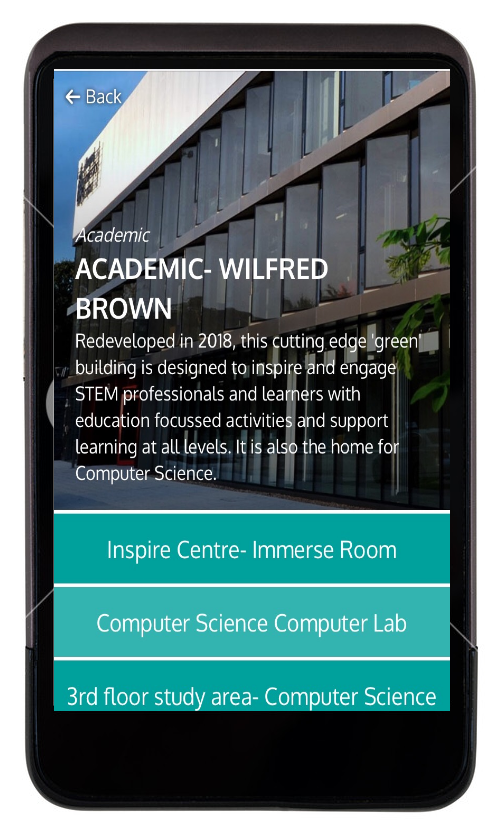 ← Back
Academic
ACADEMIC- WILFRED
BROWN
Redeveloped in 2018, this cutting edge 'green'
building is designed to inspire and engage
STEM professionals and learners with
education focussed activities and support
learning at all levels. It is also the home for
Computer Science.
Inspire Centre- Immerse Room
Computer Science Computer Lab
3rd floor study area- Computer Science